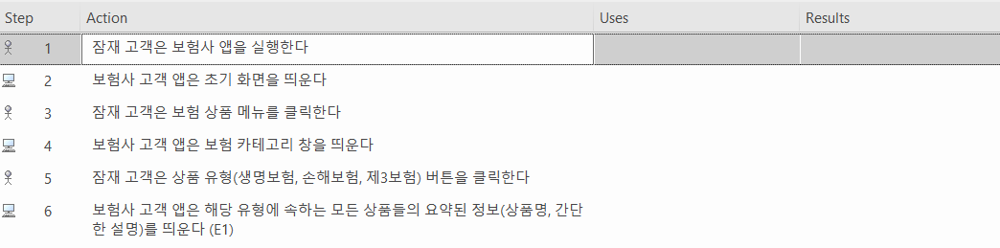 Step Action Uses Results
1 잠재 고객은 보험사 앱을 실행한다
2 보험사 고객 앱은 초기 화면을 띄운다
3 잠재 고객은 보험 상품 메뉴를 클릭한다
4 보험사 고객 앱은 보험 카테고리 창을 띄운다
5 잠재 고객은 상품 유형(생명보험, 손해보험, 제3보험) 버튼을 클릭한다
6 보험사 고객 앱은 해당 유형에 속하는 모든 상품들의 요약된 정보(상품명, 간단
한 설명)를 띄운다 (E1)